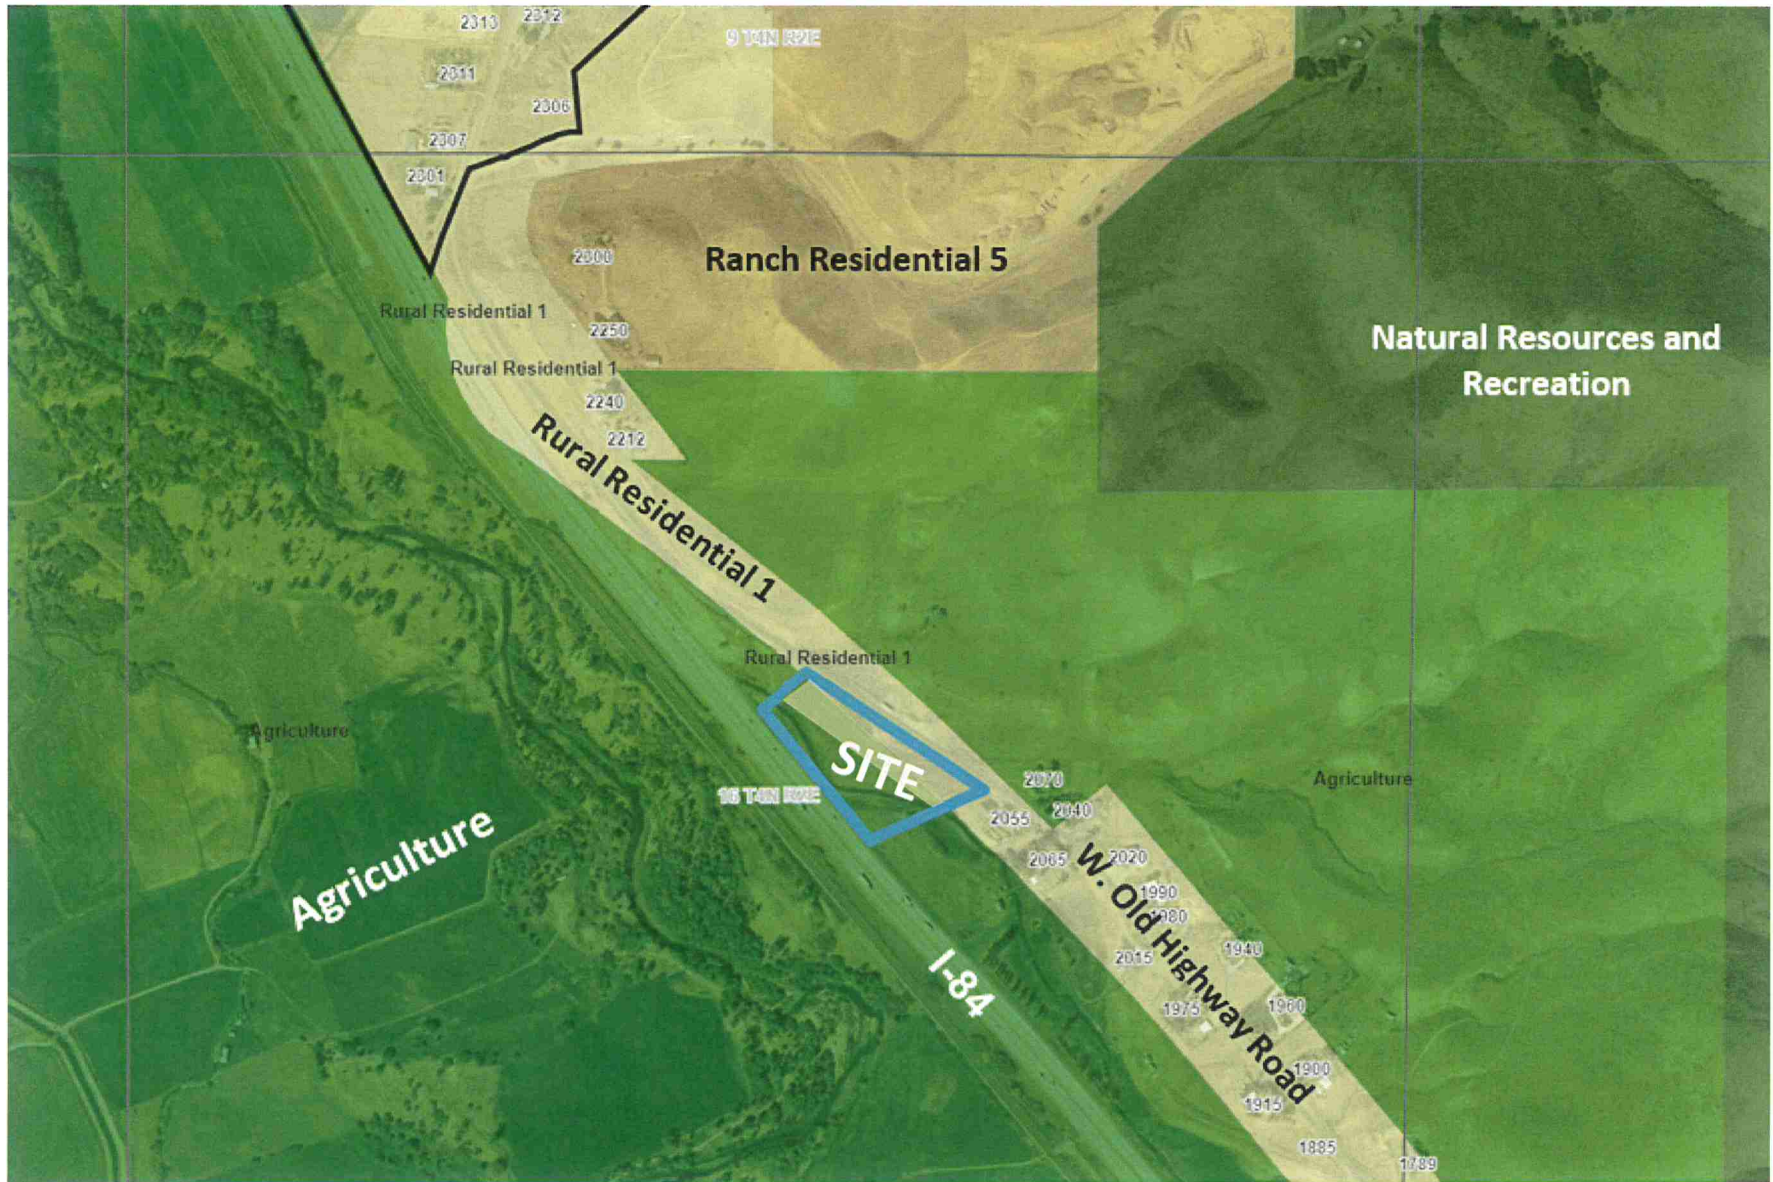 2313
2312
9 T4N R2E
2311
2306
2307
2301
2300
Ranch Residential 5
Rural Residential 1
2250
Natural Resources and
Recreation
Rural Residential 1
2240
2212
Rural Residential 1
Rural Residential 1
Agriculture
SITE
16 T4N R2E
2070
Agriculture
2055
2040
Agriculture
2065
2020
W. Old Highway Road
1990
1980
2015
1940
I-84
1975
1960
1900
1915
1885
1789